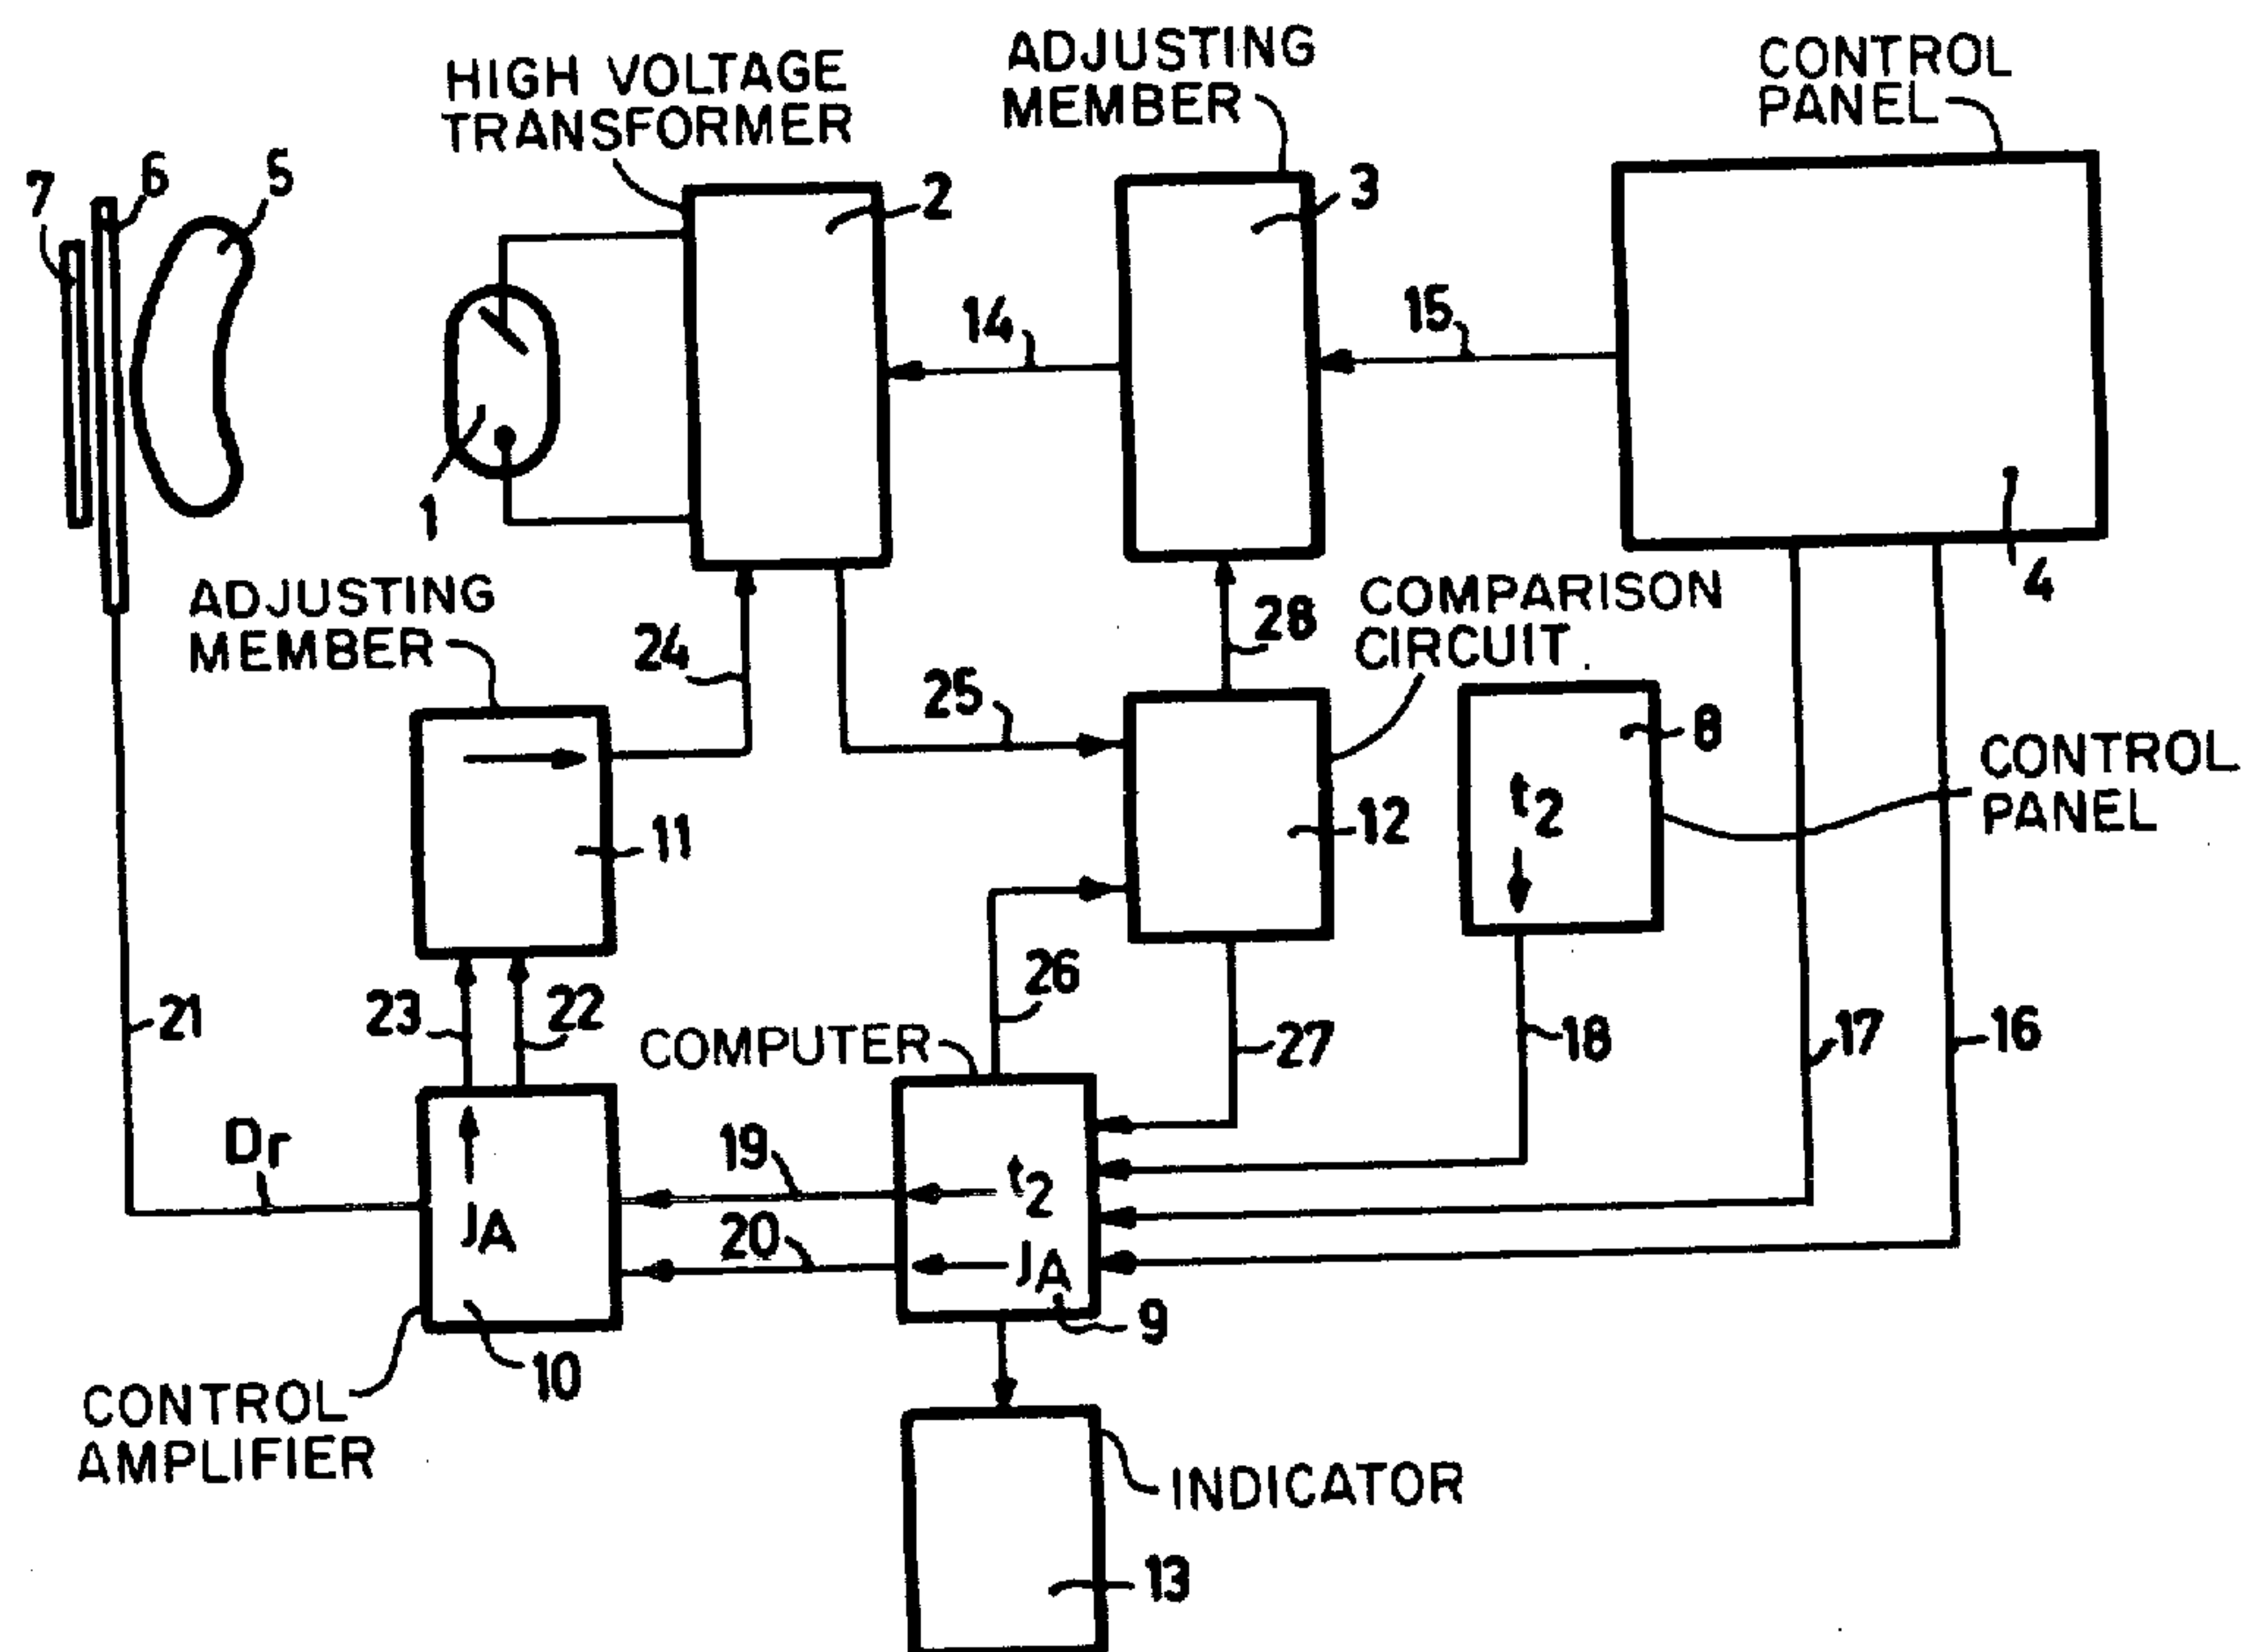 HIGH VOLTAGE
TRANSFORMER
ADJUSTING
MEMBER
CONTROL
PANEL
7
6
5
2
3
14
15
1
4
ADJUSTING
MEMBER
24
28
COMPARISON
CIRCUIT
25
8
t2
CONTROL
PANEL
11
12
23
22
21
26
COMPUTER
27
18
17
16
Dr
19
t2
JA
20
JA
9
10
CONTROL
AMPLIFIER
INDICATOR
13